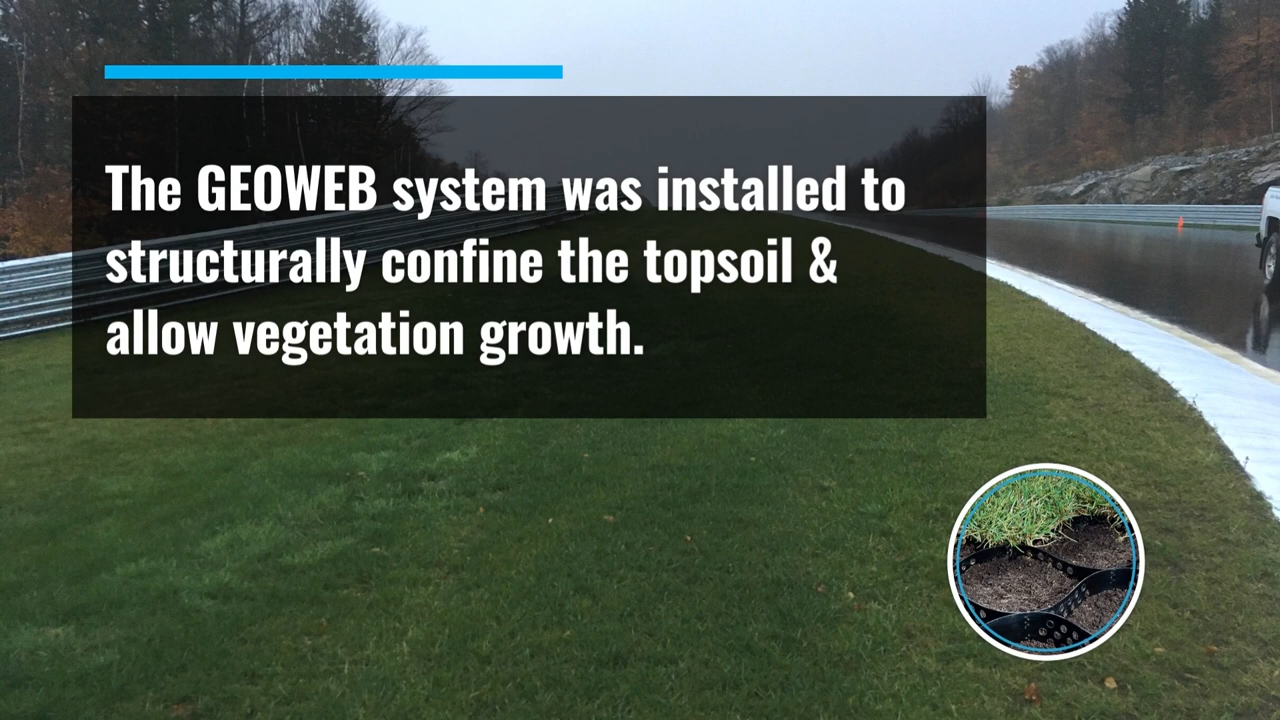 The GEOWEB system was installed to
structurally confine the topsoil &
allow vegetation growth.